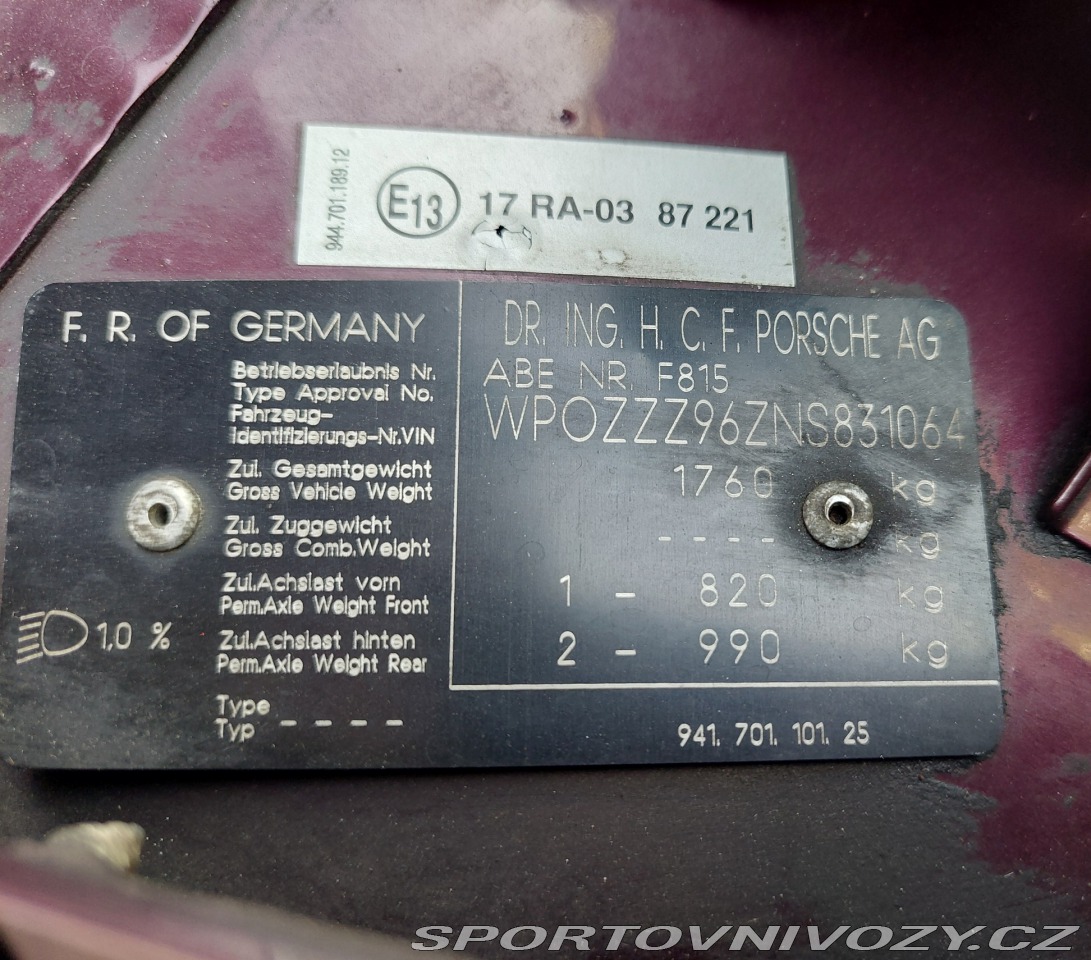 944.701.189.12
E13 17 RA-03 87 221
F. R. OF GERMANY
DR. ING. H. C. F. PORSCHE AG
Betriebserlaubnis Nr.
Type Approval No.
ABE NR. F815
Fahrzeug-
Identifizierungs-Nr.VIN
WP0ZZZ96ZNS831064
Zul. Gesamtgewicht
Gross Vehicle Weight
1760 kg
Zul. Zuggewicht
Gross Comb.Weight
---- kg
Zul.Achslast vorn
Perm.Axle Weight Front
1 - 820 kg
1,0 %
Zul.Achslast hinten
Perm.Axle Weight Rear
2 - 990 kg
Type
Typ ----
941. 701. 101. 25
SPORTOVNIVOZY.CZ